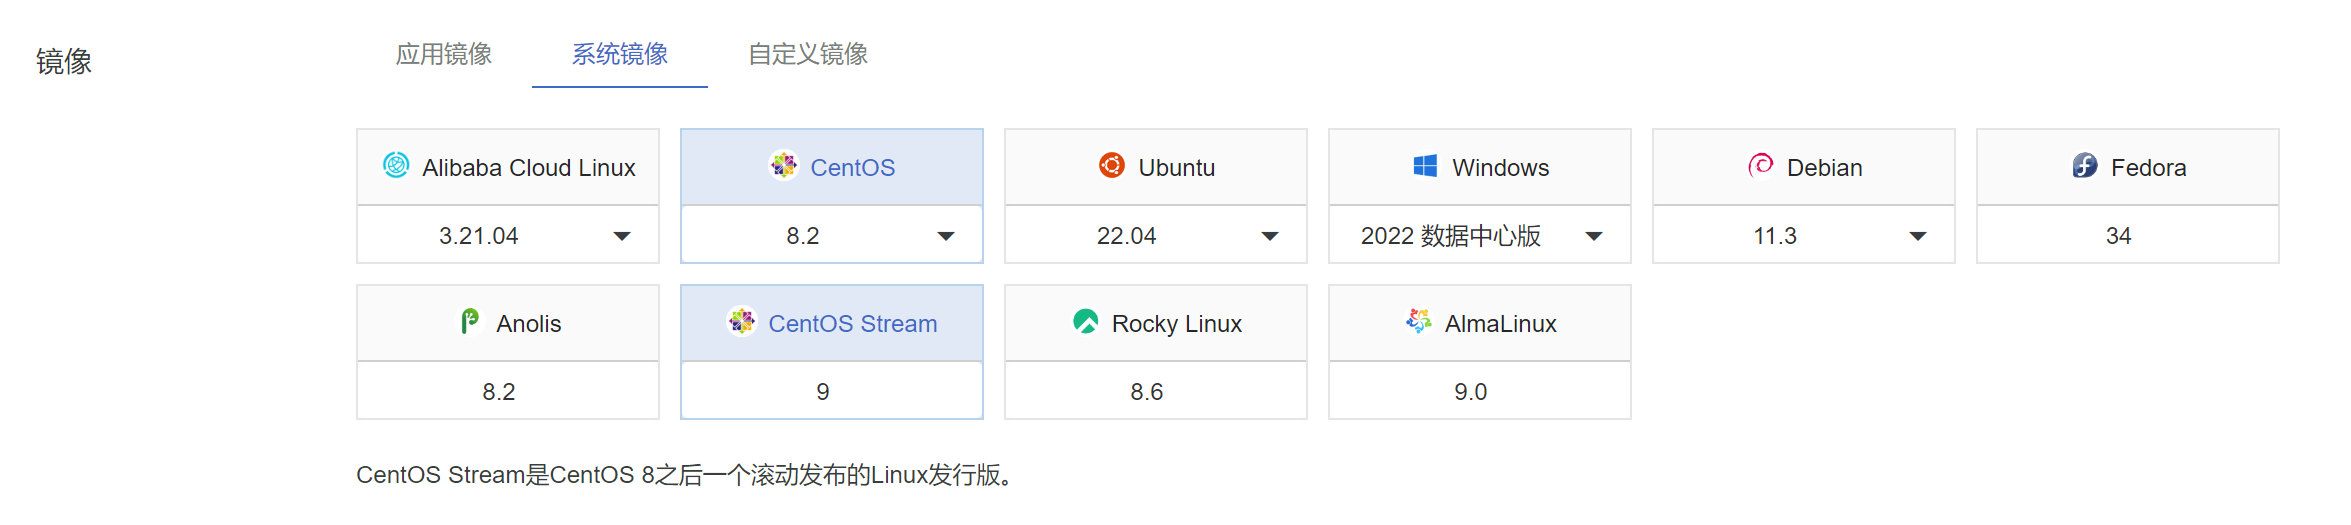 镜像
应用镜像 系统镜像 自定义镜像
Alibaba Cloud Linux CentOS Ubuntu Windows Debian Fedora
3.21.04 8.2 22.04 2022 数据中心版 11.3 34
Anolis CentOS Stream Rocky Linux AlmaLinux
8.2 9 8.6 9.0
CentOS Stream是CentOS 8之后一个滚动发布的Linux发行版。